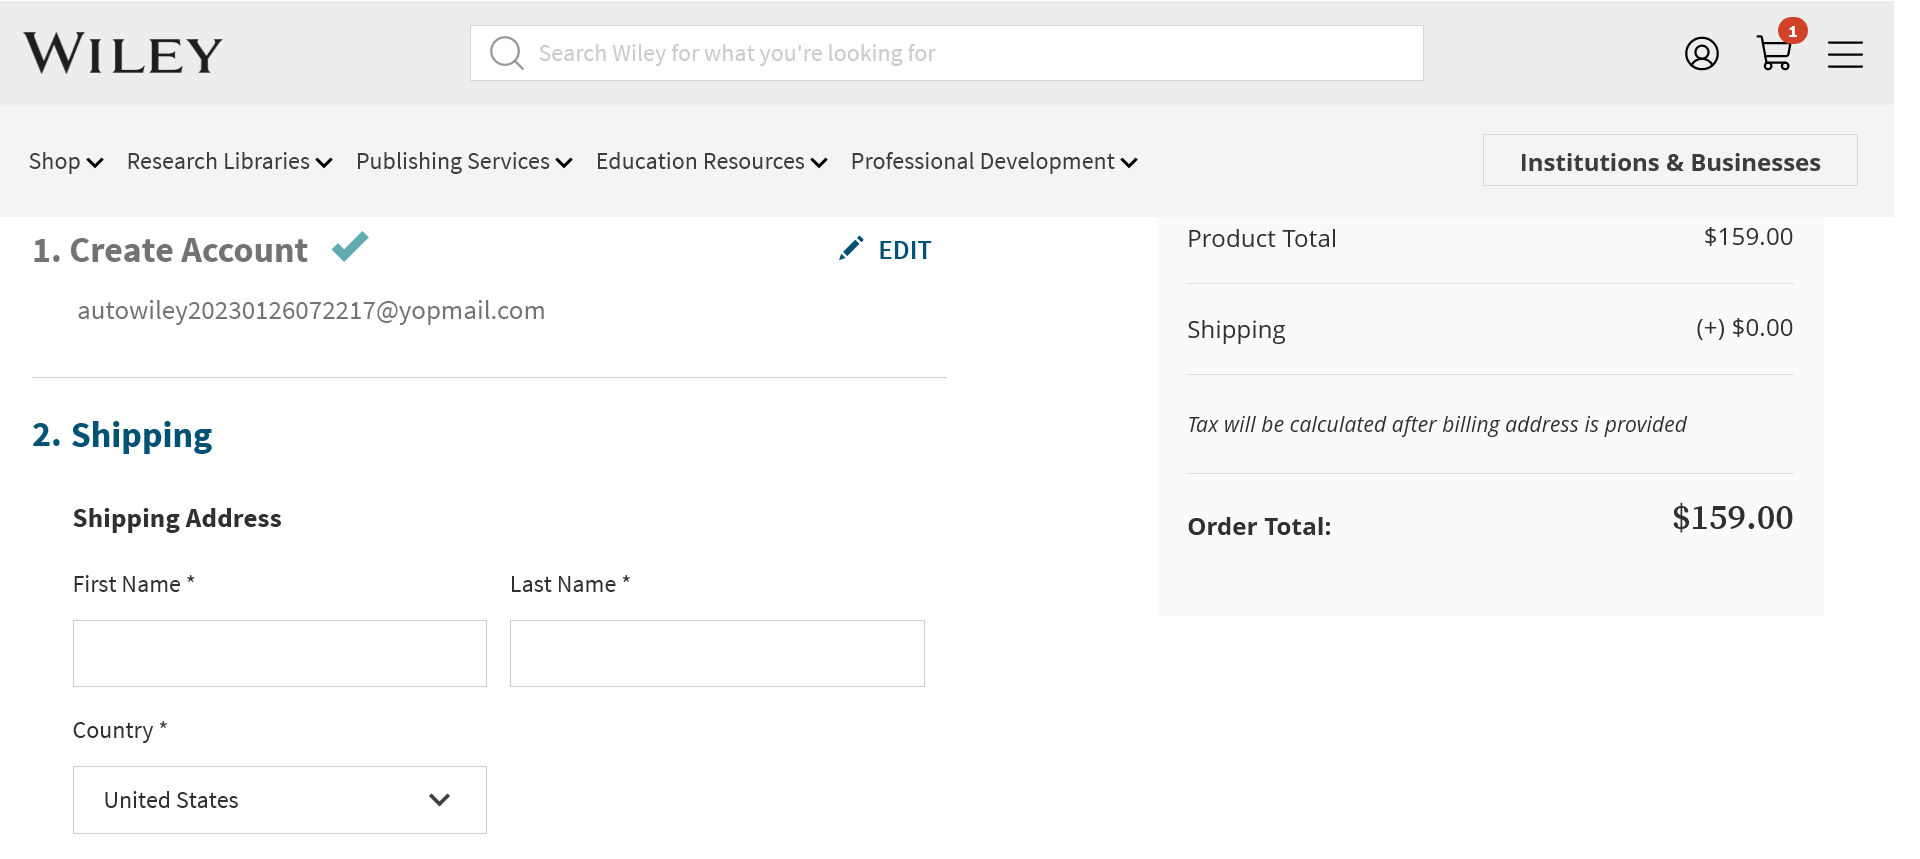 WILEY
Search Wiley for what you're looking for
1
Shop
Research Libraries
Publishing Services
Education Resources
Professional Development
Institutions & Businesses
1. Create Account
EDIT
autowiley20230126072217@yopmail.com
2. Shipping
Shipping Address
First Name *
Last Name *
Country *
United States
Product Total $159.00
Shipping (+) $0.00
Tax will be calculated after billing address is provided
Order Total: $159.00